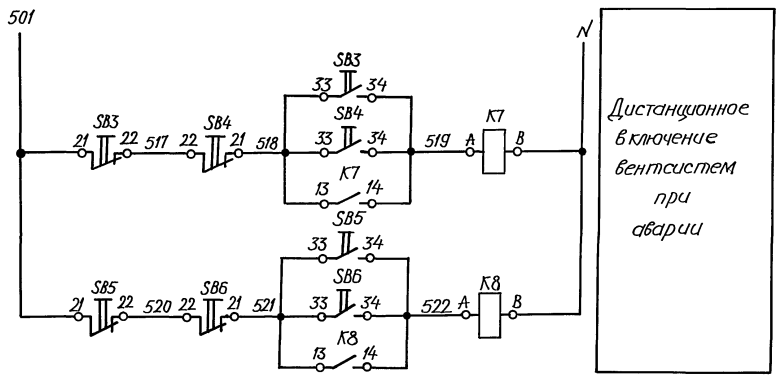 501
N
SB3
33 34
SB3
SB4
SB4
K7
21 22 517 22 21 518
33 34
519 A B
K7
13 14
SB5
33 34
SB5
SB6
SB6
K8
21 22 520 22 21 521
33 34
522 A B
K8
13 14
Дистанционное
включение
вентсистем
при
аварии